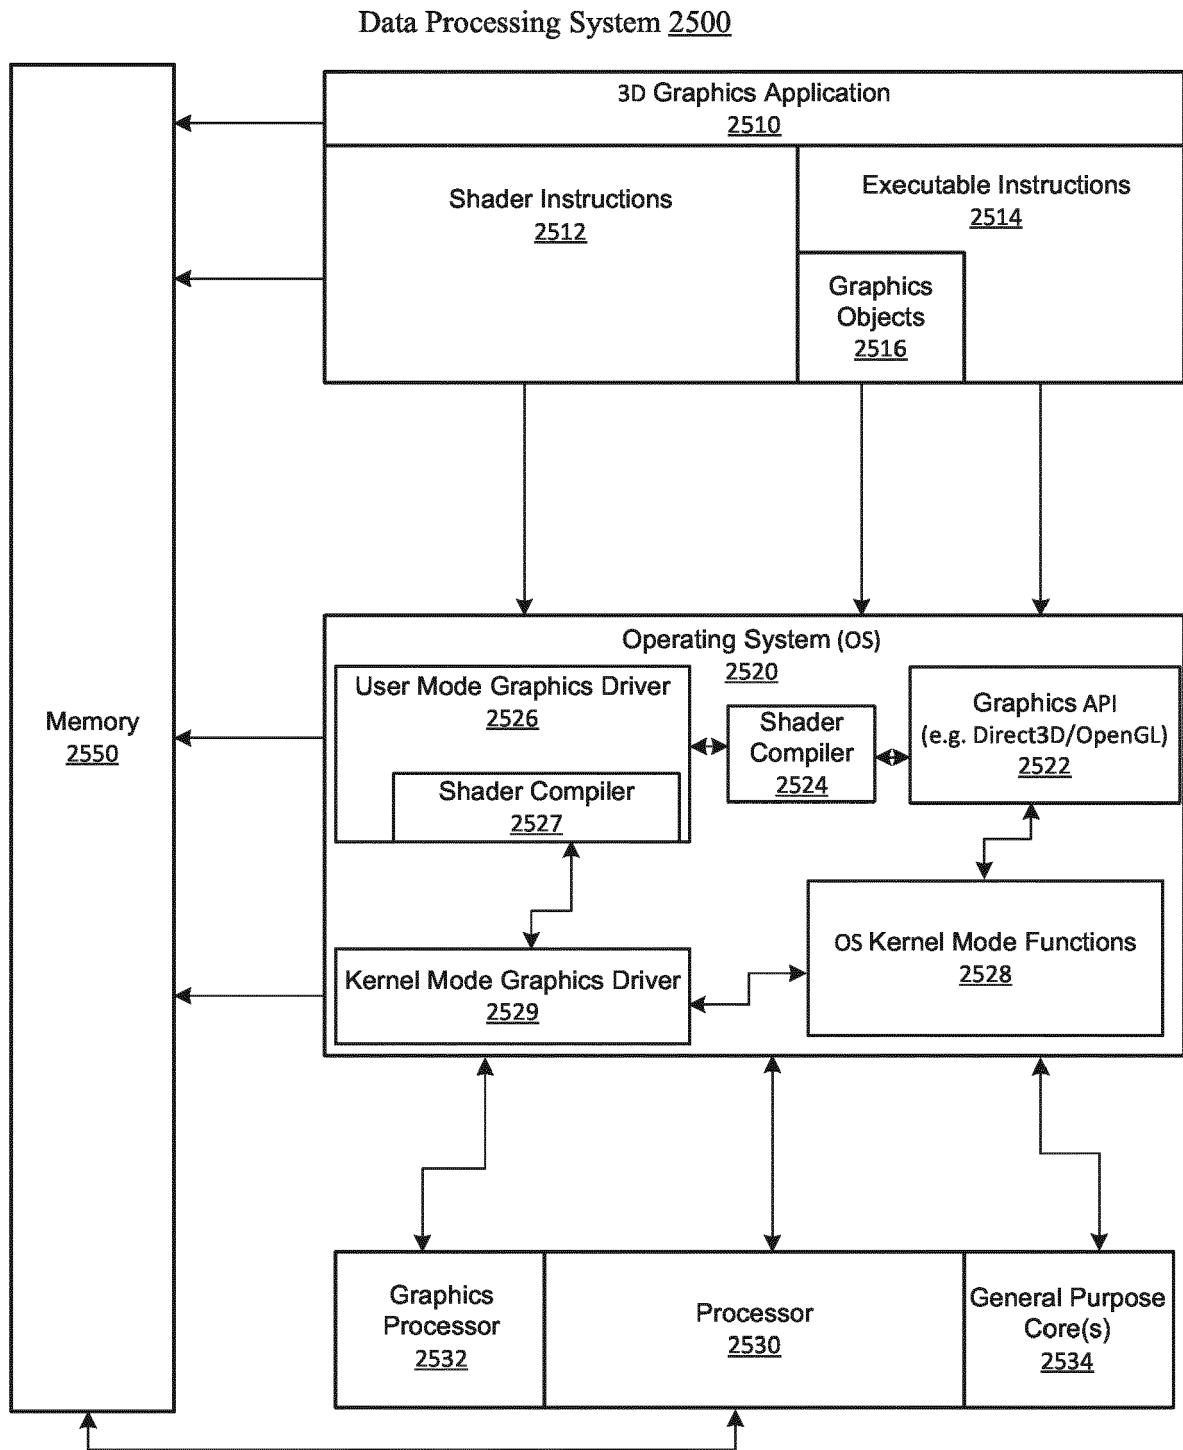 Data Processing System 2500
3D Graphics Application
2510
Shader Instructions
2512
Executable Instructions
2514
Graphics
Objects
2516
Operating System (OS)
2520
User Mode Graphics Driver
2526
Shader Compiler
2527
Shader
Compiler
2524
Graphics API
(e.g. Direct3D/OpenGL)
2522
Memory
2550
Kernel Mode Graphics Driver
2529
OS Kernel Mode Functions
2528
Graphics
Processor
2532
Processor
2530
General Purpose
Core(s)
2534